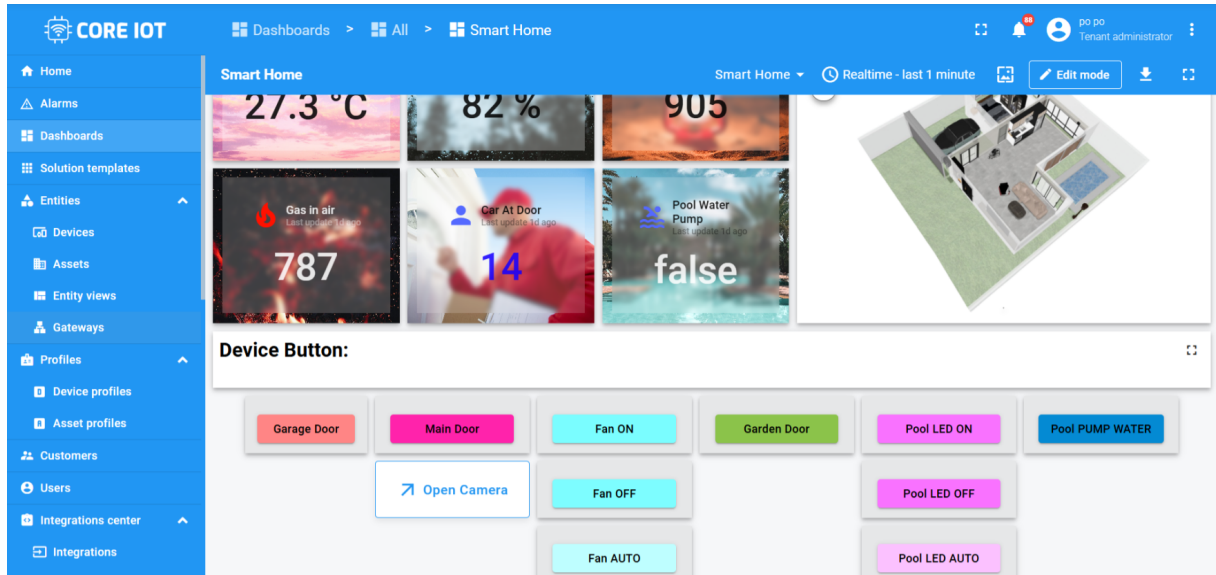 CORE IOT
Dashboards > All > Smart Home
88
po po
Tenant administrator
Home
Alarms
Dashboards
Solution templates
Entities
Devices
Assets
Entity views
Gateways
Profiles
Device profiles
Asset profiles
Customers
Users
Integrations center
Integrations
Smart Home
Smart Home
Realtime - last 1 minute
Edit mode
27.3 °C
82 %
905
Gas in air
Last update 1d ago
787
Car At Door
Last update 1d ago
14
Pool Water
Pump
Last update 1d ago
false
Device Button:
Garage Door
Main Door
Fan ON
Garden Door
Pool LED ON
Pool PUMP WATER
Open Camera
Fan OFF
Pool LED OFF
Fan AUTO
Pool LED AUTO